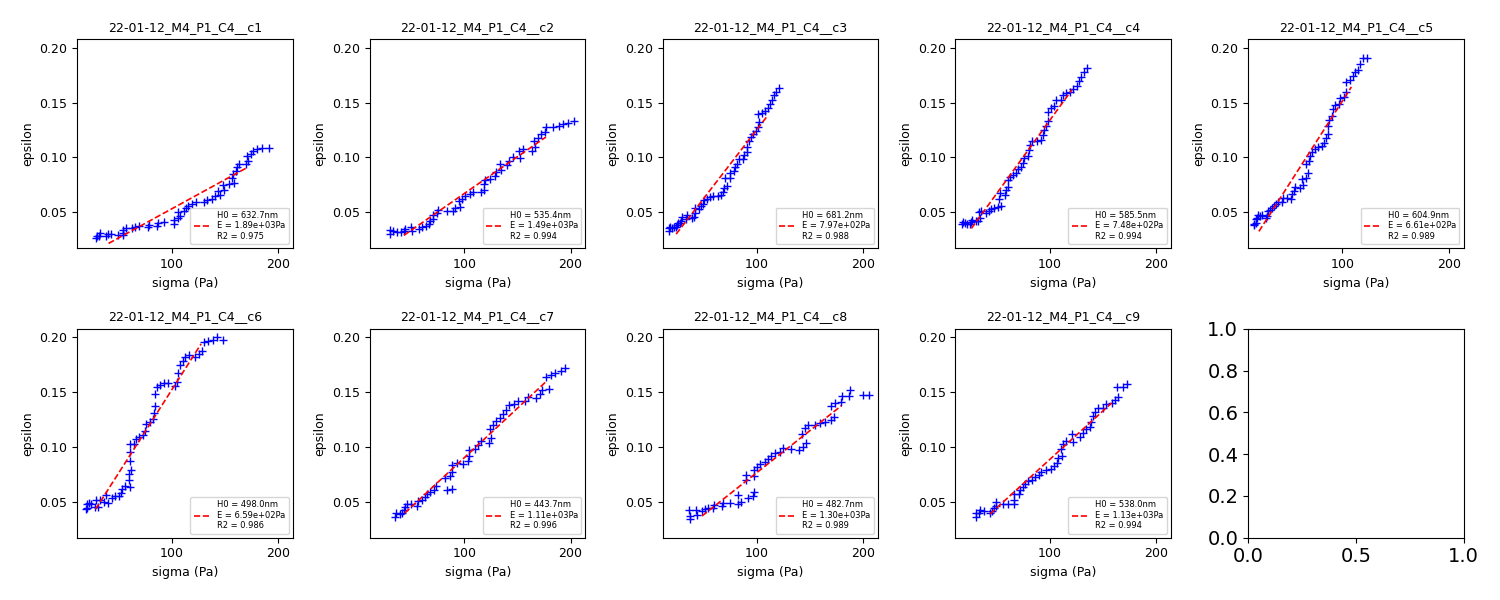 22-01-12_M4_P1_C4__c1
22-01-12_M4_P1_C4__c2
22-01-12_M4_P1_C4__c3
22-01-12_M4_P1_C4__c4
22-01-12_M4_P1_C4__c5
0.20
0.15
0.10
0.05
epsilon
H0 = 632.7nm
E = 1.89e+03Pa
R2 = 0.975
100
200
sigma (Pa)
0.20
0.15
0.10
0.05
epsilon
H0 = 535.4nm
E = 1.49e+03Pa
R2 = 0.994
100
200
sigma (Pa)
0.20
0.15
0.10
0.05
epsilon
H0 = 681.2nm
E = 7.97e+02Pa
R2 = 0.988
100
200
sigma (Pa)
0.20
0.15
0.10
0.05
epsilon
H0 = 585.5nm
E = 7.48e+02Pa
R2 = 0.994
100
200
sigma (Pa)
0.20
0.15
0.10
0.05
epsilon
H0 = 604.9nm
E = 6.61e+02Pa
R2 = 0.989
100
200
sigma (Pa)
22-01-12_M4_P1_C4__c6
22-01-12_M4_P1_C4__c7
22-01-12_M4_P1_C4__c8
22-01-12_M4_P1_C4__c9
0.20
0.15
0.10
0.05
epsilon
H0 = 498.0nm
E = 6.59e+02Pa
R2 = 0.986
100
200
sigma (Pa)
0.20
0.15
0.10
0.05
epsilon
H0 = 443.7nm
E = 1.11e+03Pa
R2 = 0.996
100
200
sigma (Pa)
0.20
0.15
0.10
0.05
epsilon
H0 = 482.7nm
E = 1.30e+03Pa
R2 = 0.989
100
200
sigma (Pa)
0.20
0.15
0.10
0.05
epsilon
H0 = 538.0nm
E = 1.13e+03Pa
R2 = 0.994
100
200
sigma (Pa)
1.0
0.8
0.6
0.4
0.2
0.0
0.0
0.5
1.0